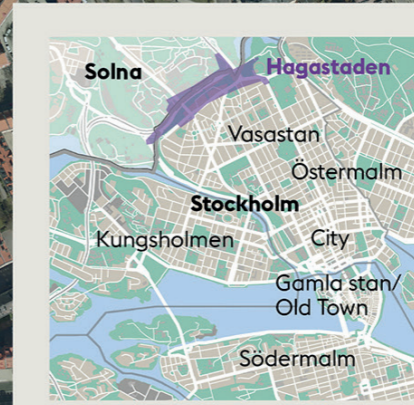 Solna
Hagastaden
Vasastan
Östermalm
Stockholm
Kungsholmen
City
Gamla stan/
Old Town
Södermalm